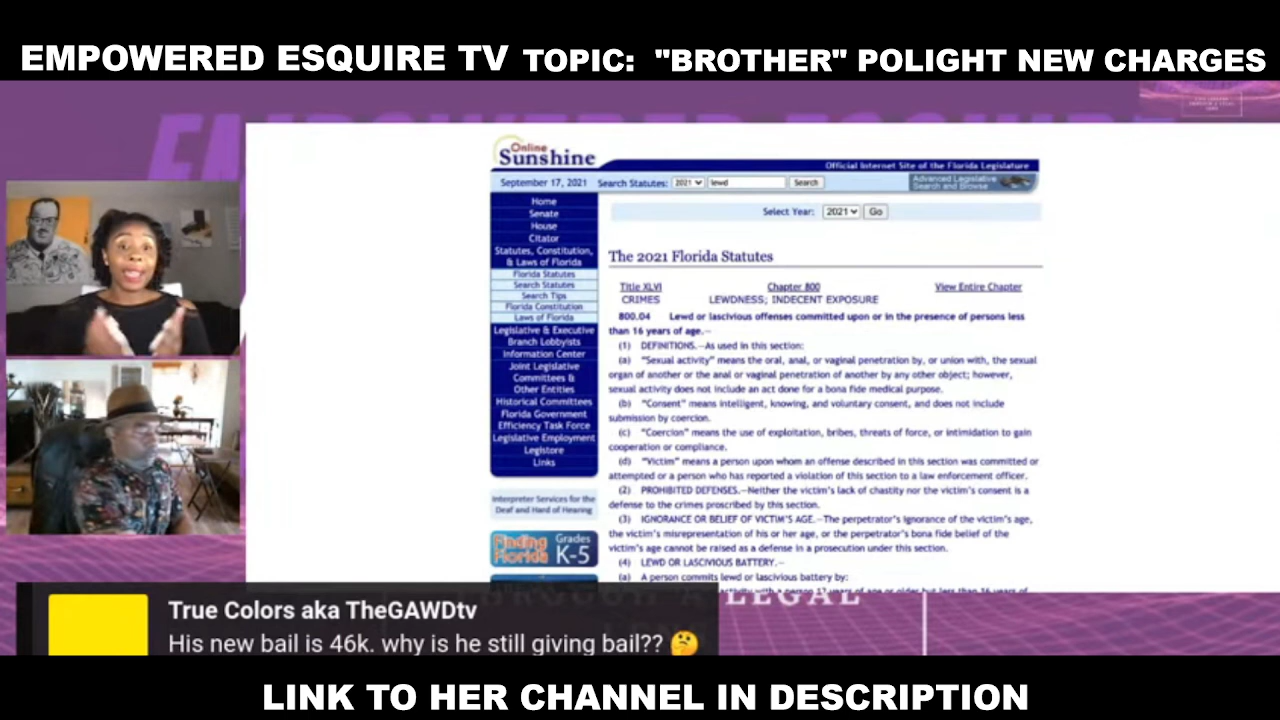 EMPOWERED ESQUIRE TV TOPIC: "BROTHER" POLIGHT NEW CHARGES
Online
Sunshine
Official Internet Site of the Florida Legislature
September 17, 2021 Search Statutes: 2021 lewd Search
Advanced Legislative
Search and Browse
Select Year: 2021 Go
Home
Senate
House
Citator
Statutes, Constitution,
& Laws of Florida
Florida Statutes
Search Statutes
Search Tips
Florida Constitution
Laws of Florida
Legislative & Executive
Branch Lobbyists
Information Center
Joint Legislative
Committees &
Other Entities
Historical Committees
Florida Government
Efficiency Task Force
Legislative Employment
Legistore
Links
Interpreter Services for the
Deaf and Hard of Hearing
Finding
Florida
Grades
K-5
The 2021 Florida Statutes
Title XLVI Chapter 800 View Entire Chapter
CRIMES LEWDNESS; INDECENT EXPOSURE
800.04 Lewd or lascivious offenses committed upon or in the presence of persons less
than 16 years of age.—
(1) DEFINITIONS.—As used in this section:
(a) "Sexual activity" means the oral, anal, or vaginal penetration by, or union with, the sexual
organ of another or the anal or vaginal penetration of another by any other object; however,
sexual activity does not include an act done for a bona fide medical purpose.
(b) "Consent" means intelligent, knowing, and voluntary consent, and does not include
submission by coercion.
(c) "Coercion" means the use of exploitation, bribes, threats of force, or intimidation to gain
cooperation or compliance.
(d) "Victim" means a person upon whom an offense described in this section was committed or
attempted or a person who has reported a violation of this section to a law enforcement officer.
(2) PROHIBITED DEFENSES.—Neither the victim's lack of chastity nor the victim's consent is a
defense to the crimes proscribed by this section.
(3) IGNORANCE OR BELIEF OF VICTIM'S AGE.—The perpetrator's ignorance of the victim's age,
the victim's misrepresentation of his or her age, or the perpetrator's bona fide belief of the
victim's age cannot be raised as a defense in a prosecution under this section.
(4) LEWD OR LASCIVIOUS BATTERY.—
(a) A person commits lewd or lascivious battery by:
THROUGH A LEGAL
True Colors aka TheGAWDtv
His new bail is 46k. why is he still giving bail?? 🤔
LINK TO HER CHANNEL IN DESCRIPTION